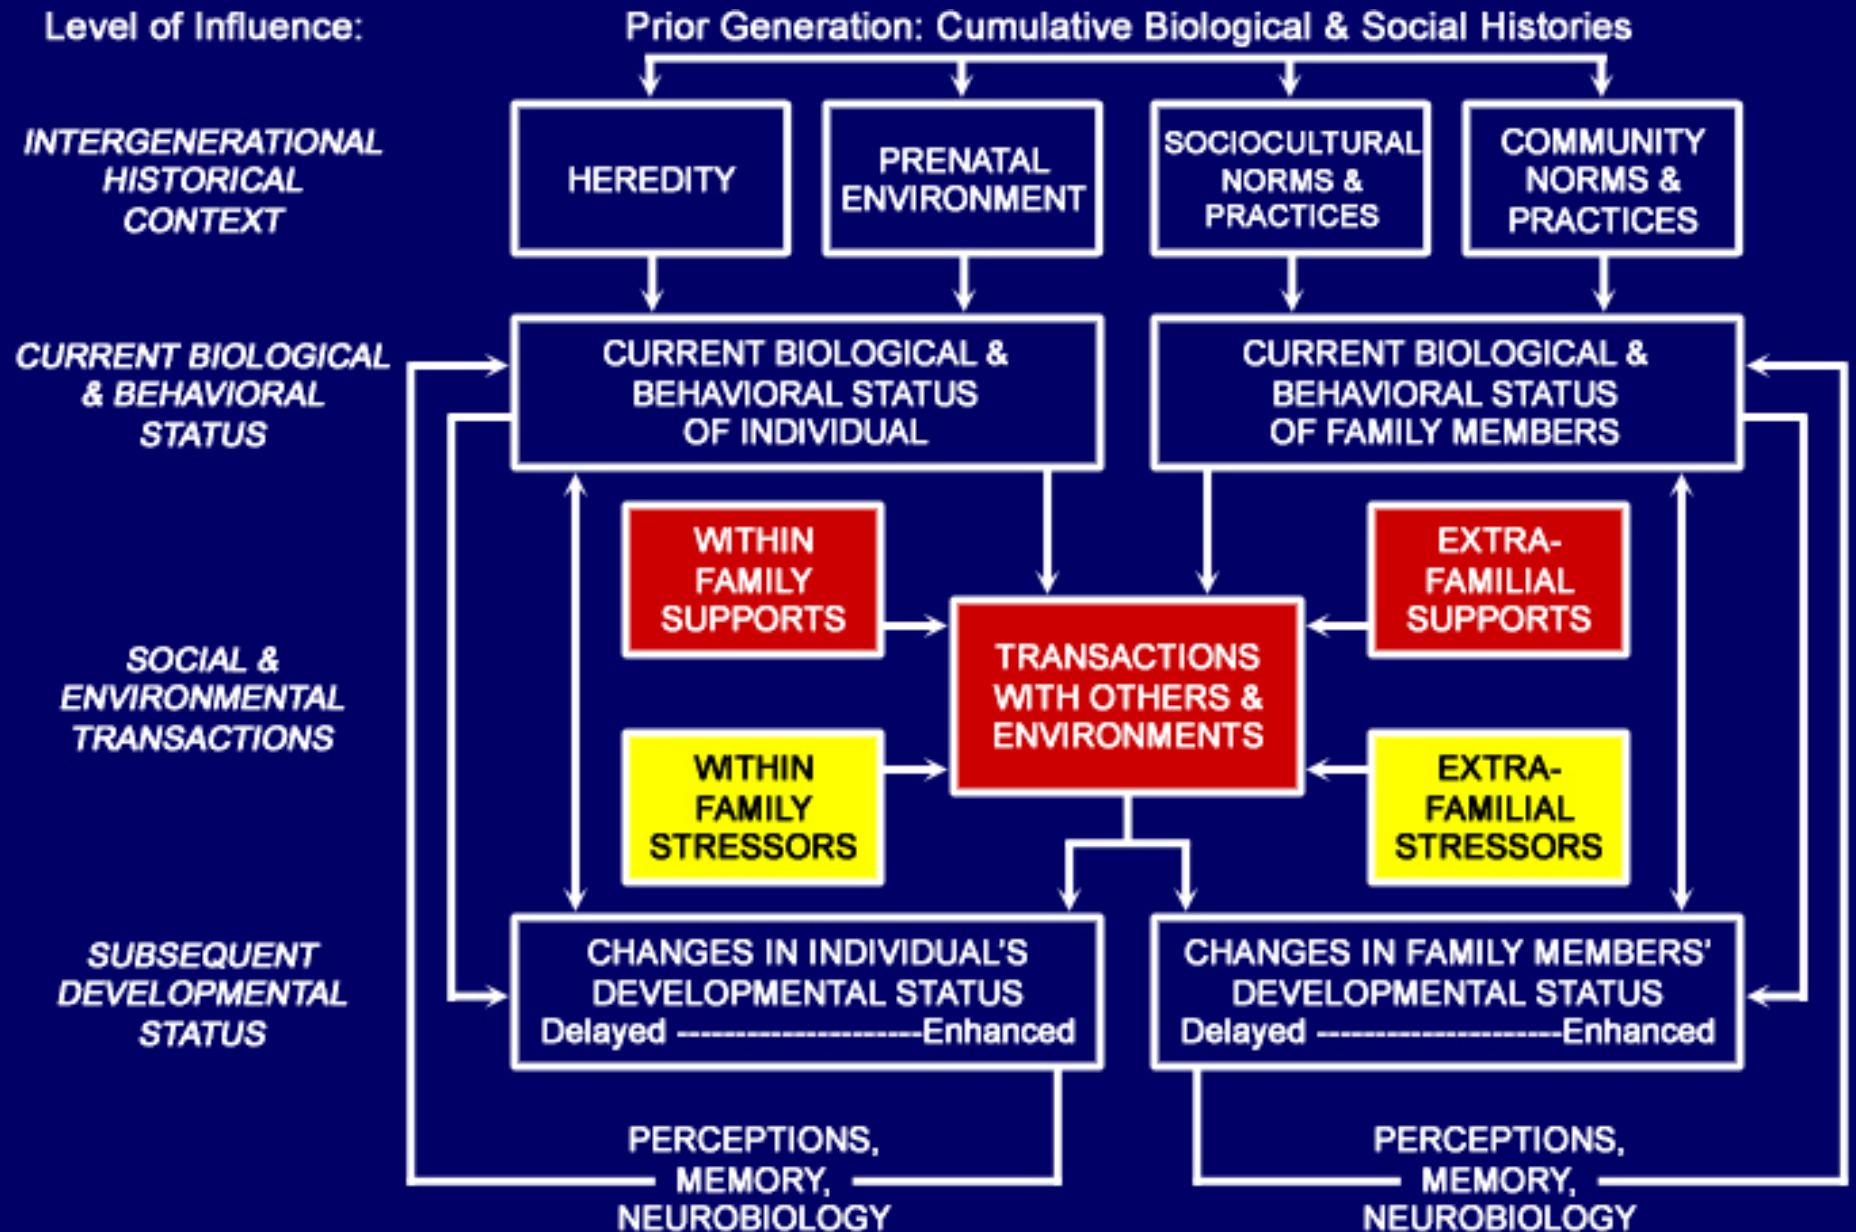 Level of Influence:
Prior Generation: Cumulative Biological & Social Histories
INTERGENERATIONAL
HISTORICAL
CONTEXT
HEREDITY
PRENATAL
ENVIRONMENT
SOCIOCULTURAL
NORMS &
PRACTICES
COMMUNITY
NORMS &
PRACTICES
CURRENT BIOLOGICAL
& BEHAVIORAL
STATUS
CURRENT BIOLOGICAL &
BEHAVIORAL STATUS
OF INDIVIDUAL
CURRENT BIOLOGICAL &
BEHAVIORAL STATUS
OF FAMILY MEMBERS
SOCIAL &
ENVIRONMENTAL
TRANSACTIONS
WITHIN
FAMILY
SUPPORTS
EXTRA-
FAMILIAL
SUPPORTS
TRANSACTIONS
WITH OTHERS &
ENVIRONMENTS
WITHIN
FAMILY
STRESSORS
EXTRA-
FAMILIAL
STRESSORS
SUBSEQUENT
DEVELOPMENTAL
STATUS
CHANGES IN INDIVIDUAL'S
DEVELOPMENTAL STATUS
Delayed ---------------------Enhanced
CHANGES IN FAMILY MEMBERS'
DEVELOPMENTAL STATUS
Delayed ---------------------Enhanced
PERCEPTIONS,
MEMORY,
NEUROBIOLOGY
PERCEPTIONS,
MEMORY,
NEUROBIOLOGY